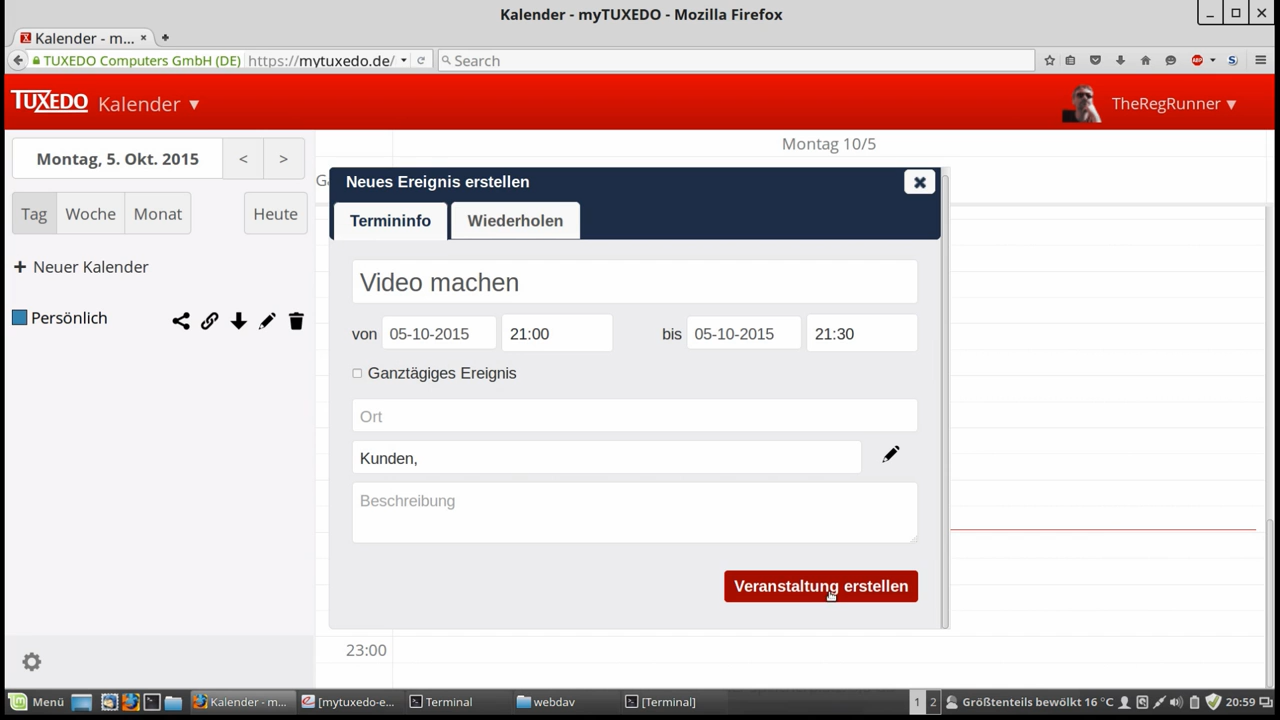 Kalender - myTUXEDO - Mozilla Firefox
Kalender - m...
TUXEDO Computers GmbH (DE) https://mytuxedo.de/ Search
TUXEDO Kalender TheRegRunner
Montag, 5. Okt. 2015 < > Montag 10/5
Tag Woche Monat Heute
+ Neuer Kalender
Persönlich
Neues Ereignis erstellen
Termininfo Wiederholen
Video machen
von 05-10-2015 21:00 bis 05-10-2015 21:30
Ganztägiges Ereignis
Ort
Kunden,
Beschreibung
Veranstaltung erstellen
23:00
Menü Kalender - m... [mytuxedo-e... Terminal webdav [Terminal] 1 2 Größtenteils bewölkt 16 °C 20:59